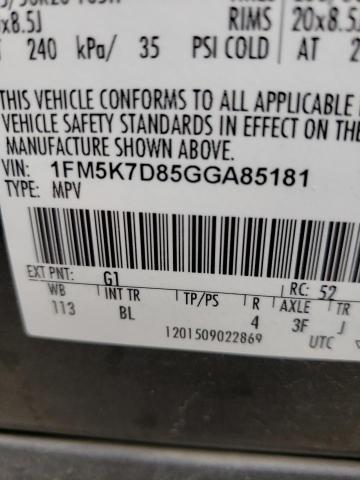 x8.5J RIMS 20x8.5J
240 kPa/ 35 PSI COLD AT 2
THIS VEHICLE CONFORMS TO ALL APPLICABLE
VEHICLE SAFETY STANDARDS IN EFFECT ON
MANUFACTURE SHOWN ABOVE.
VIN: 1FM5K7D85GGA85181
TYPE: MPV
EXT PNT: G1 RC: 52
WB INT TR TP/PS R AXLE TR
113 BL 4 3F J
1201509022869 UTC